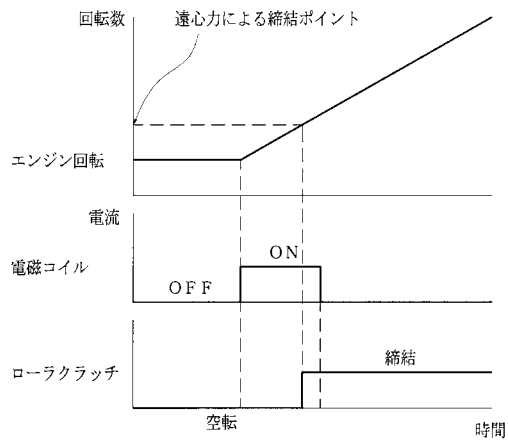 回転数
遠心力による締結ポイント
エンジン回転
電流
ON
電磁コイル
OFF
締結
ローラクラッチ
空転
時間